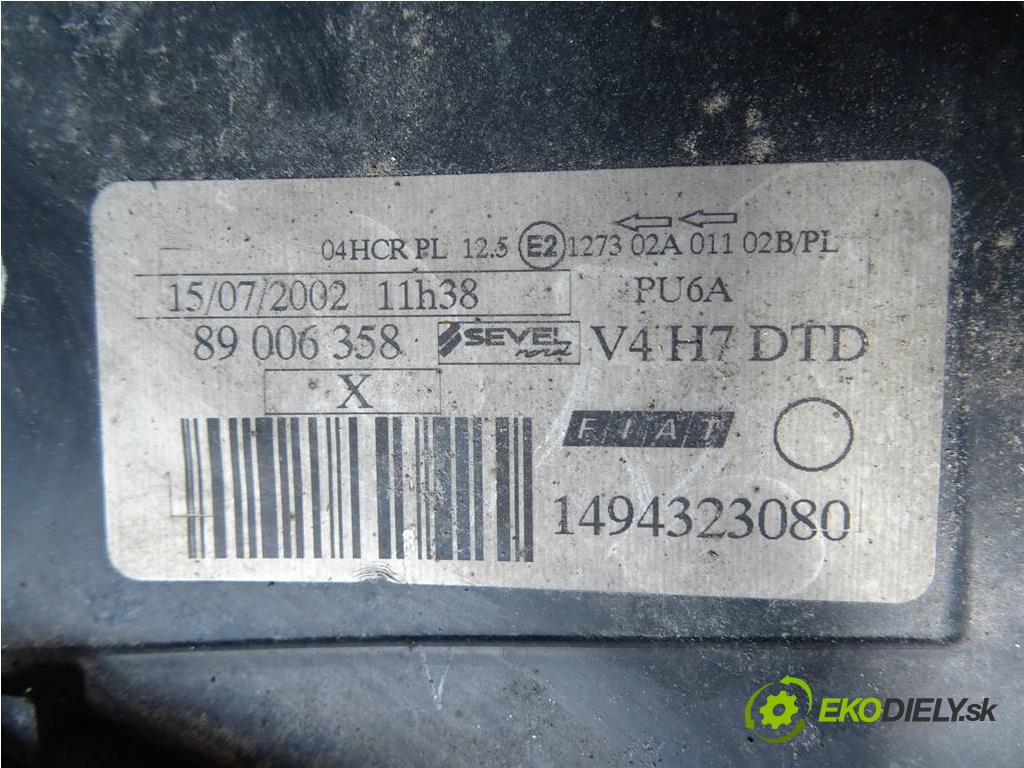 04HCR PL 12.5 E2 1273 02A 011 02B/PL
15/07/2002 11h38 PU6A
89 006 358 SEVEL nord V4 H7 DTD
X
FIAT
1494323080
EKODIELY.sk